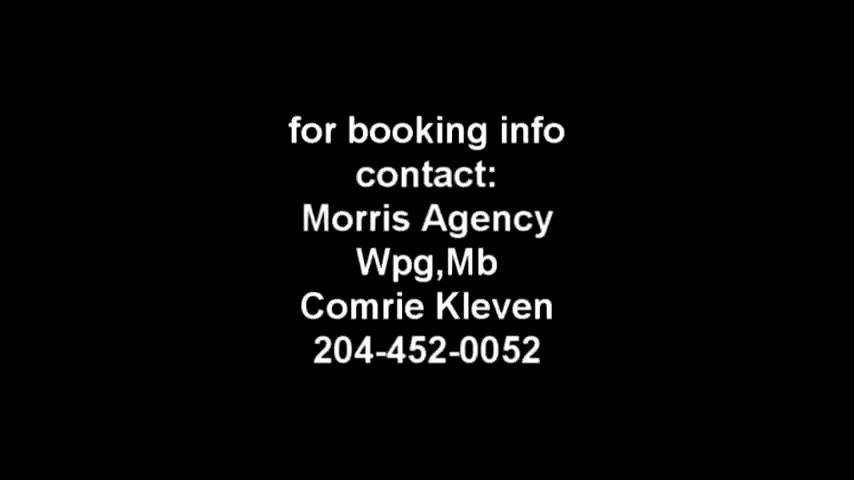 for booking info
contact:
Morris Agency
Wpg,Mb
Comrie Kleven
204-452-0052